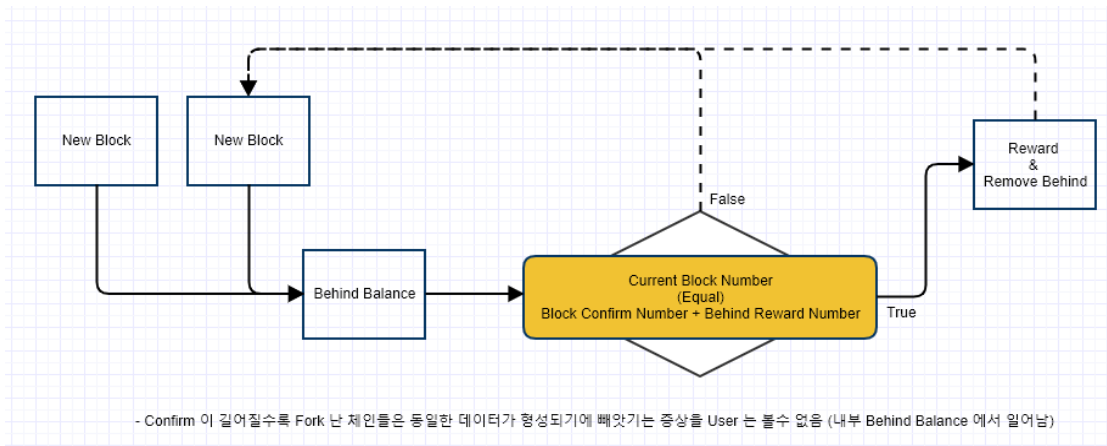 New Block
New Block
Behind Balance
False
Current Block Number
(Equal)
Block Confirm Number + Behind Reward Number
True
Reward
&
Remove Behind
- Confirm 이 길어질수록 Fork 난 체인들은 동일한 데이터가 형성되기에 빼앗기는 증상을 User 는 볼수 없음 (내부 Behind Balance 에서 일어남)